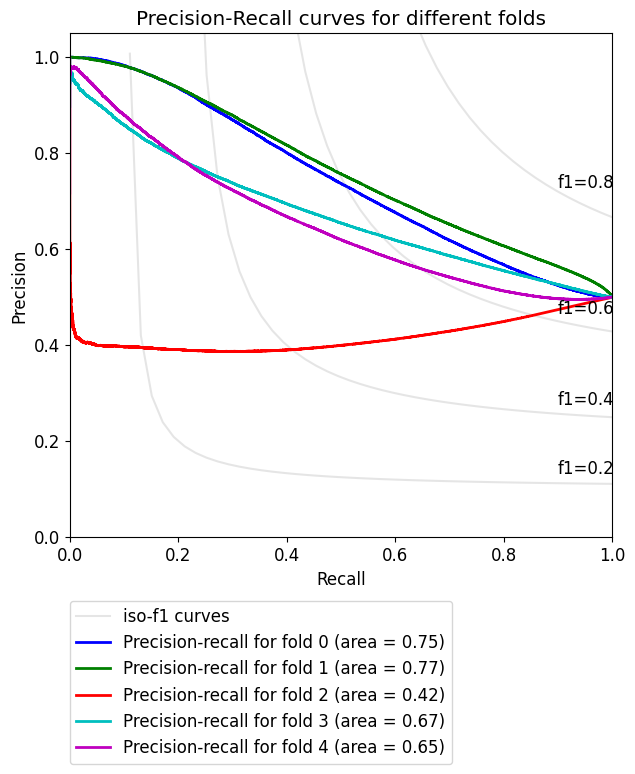 Precision-Recall curves for different folds
1.0
0.8
f1=0.8
0.6
Precision
f1=0.6
0.4
f1=0.4
0.2
f1=0.2
0.0
0.0 0.2 0.4 0.6 0.8 1.0
Recall
iso-f1 curves
Precision-recall for fold 0 (area = 0.75)
Precision-recall for fold 1 (area = 0.77)
Precision-recall for fold 2 (area = 0.42)
Precision-recall for fold 3 (area = 0.67)
Precision-recall for fold 4 (area = 0.65)